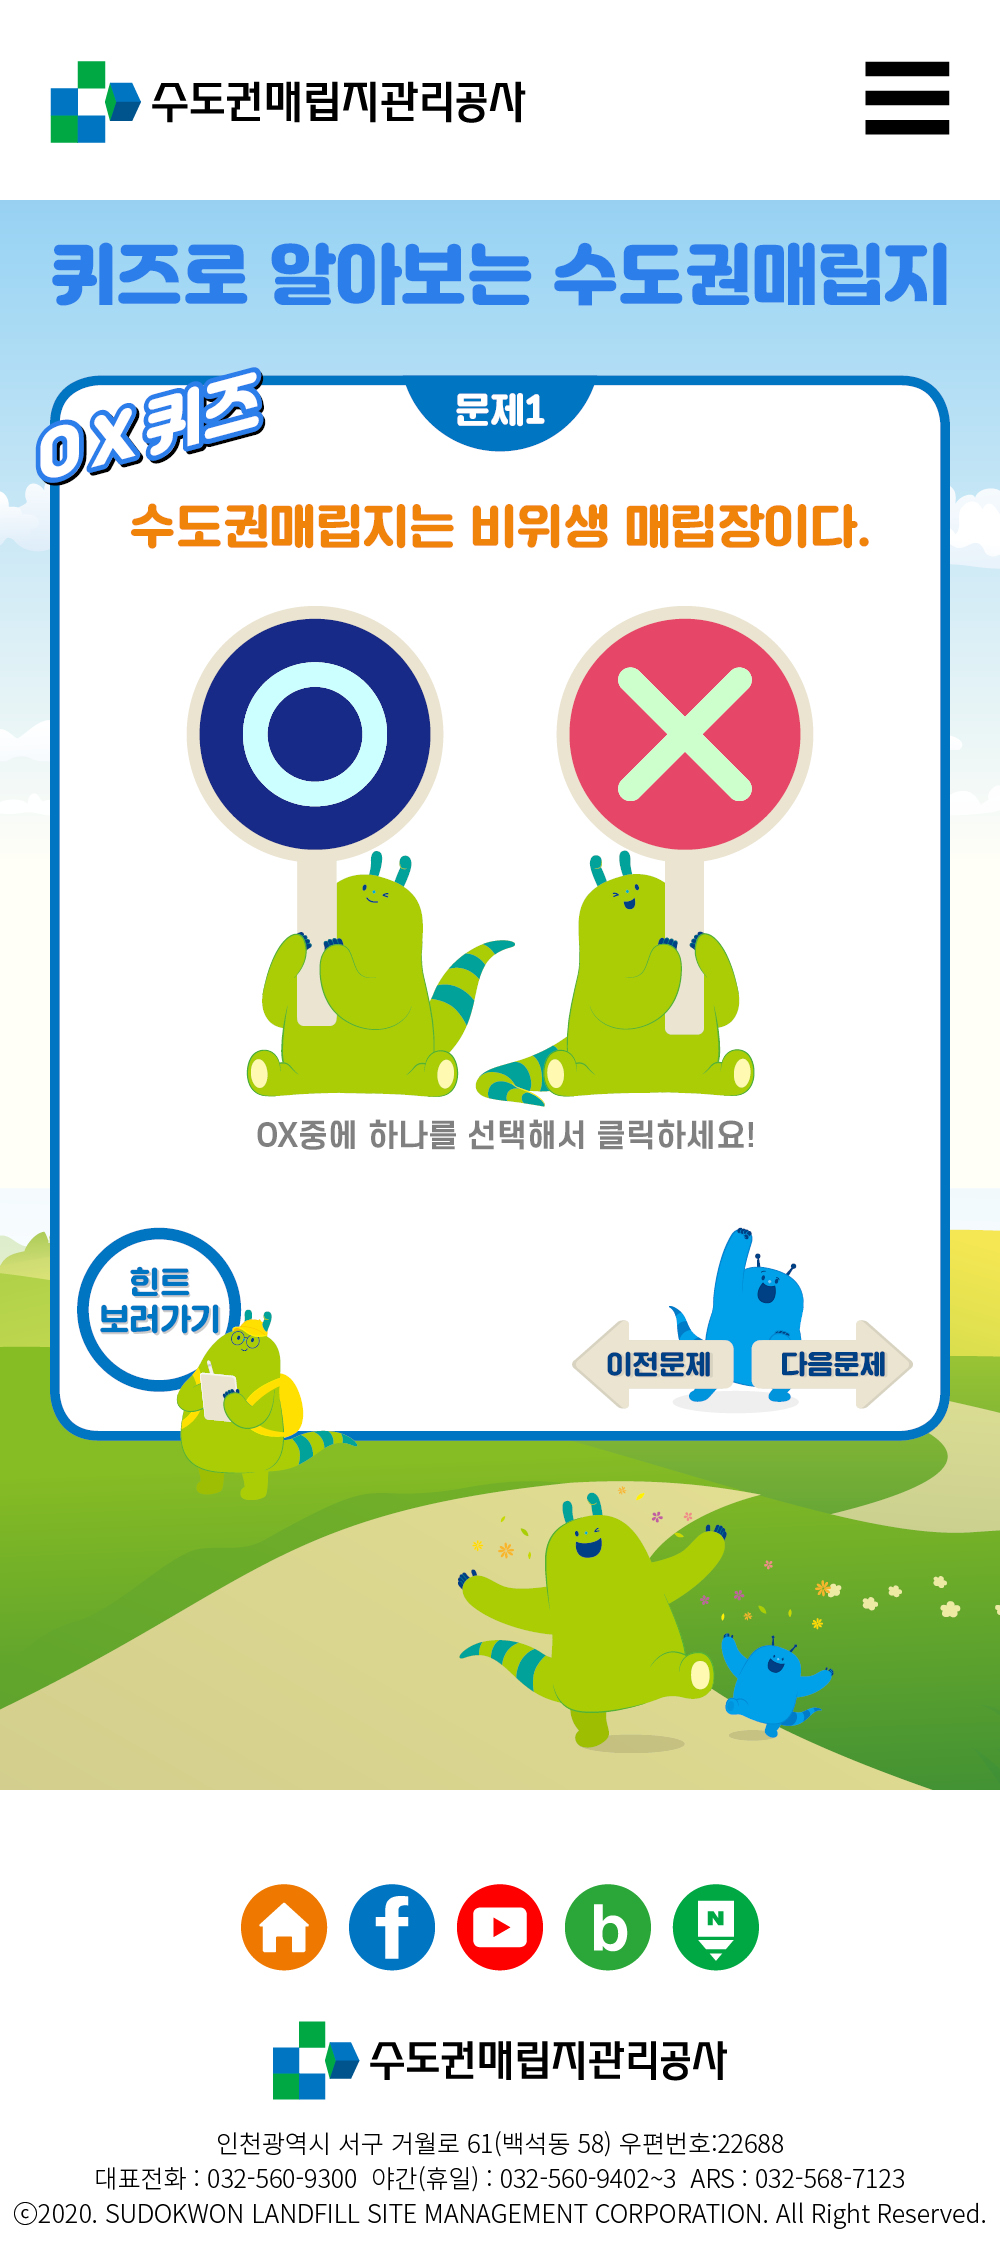 수도권매립지관리공사
퀴즈로 알아보는 수도권매립지
OX퀴즈
문제1
수도권매립지는 비위생 매립장이다.
OX중에 하나를 선택해서 클릭하세요!
힌트
보러가기
이전문제
다음문제
f
b
N
수도권매립지관리공사
인천광역시 서구 거월로 61(백석동 58) 우편번호:22688
대표전화 : 032-560-9300 야간(휴일) : 032-560-9402~3 ARS : 032-568-7123
ⓒ2020. SUDOKWON LANDFILL SITE MANAGEMENT CORPORATION. All Right Reserved.